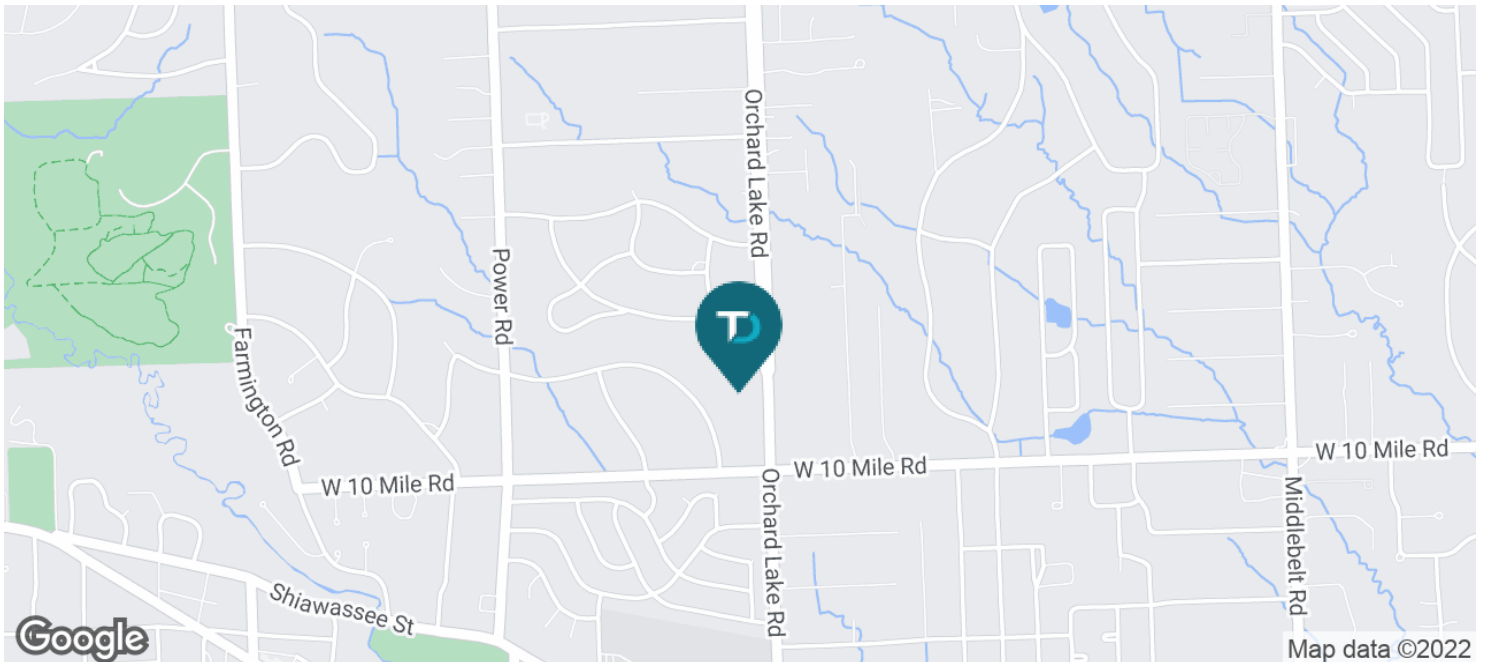 Orchard Lake Rd
Power Rd
Farmington Rd
TD
W 10 Mile Rd
W 10 Mile Rd
W 10 Mile Rd
Orchard Lake Rd
Middlebelt Rd
Shiawassee St
Google
Map data ©2022